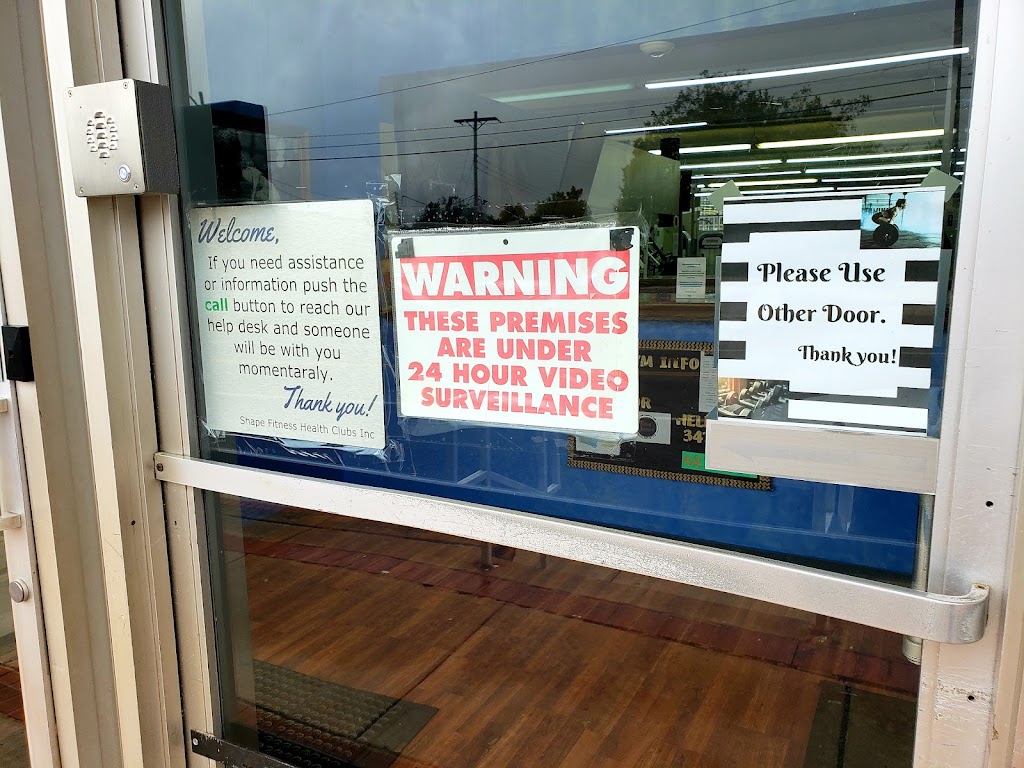 Welcome,
If you need assistance
or information push the
call button to reach our
help desk and someone
will be with you
momentaraly.
Thank you!
Shape Fitness Health Clubs Inc
WARNING
THESE PREMISES
ARE UNDER
24 HOUR VIDEO
SURVEILLANCE
Please Use
Other Door.
Thank you!
INFO